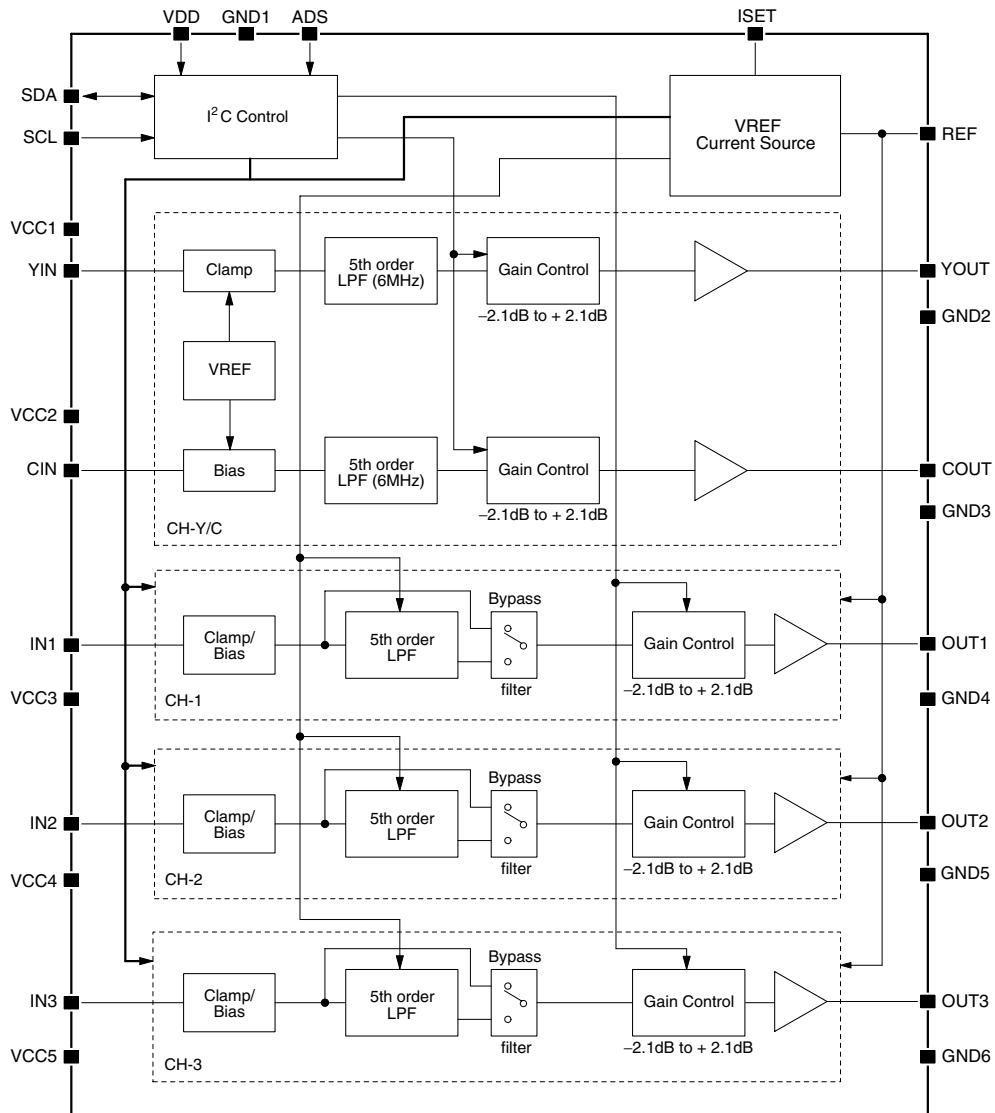 VDD GND1 ADS ISET
SDA
I²C Control
SCL
VREF
Current Source
REF
VCC1
YIN
Clamp
5th order
LPF (6MHz)
Gain Control
−2.1dB to + 2.1dB
YOUT
GND2
VREF
VCC2
CIN
Bias
5th order
LPF (6MHz)
Gain Control
−2.1dB to + 2.1dB
COUT
GND3
CH-Y/C
IN1
Clamp/
Bias
5th order
LPF
Bypass
filter
Gain Control
−2.1dB to + 2.1dB
OUT1
VCC3
CH-1
GND4
IN2
Clamp/
Bias
5th order
LPF
Bypass
filter
Gain Control
−2.1dB to + 2.1dB
OUT2
VCC4
CH-2
GND5
IN3
Clamp/
Bias
5th order
LPF
Bypass
filter
Gain Control
−2.1dB to + 2.1dB
OUT3
VCC5
CH-3
GND6